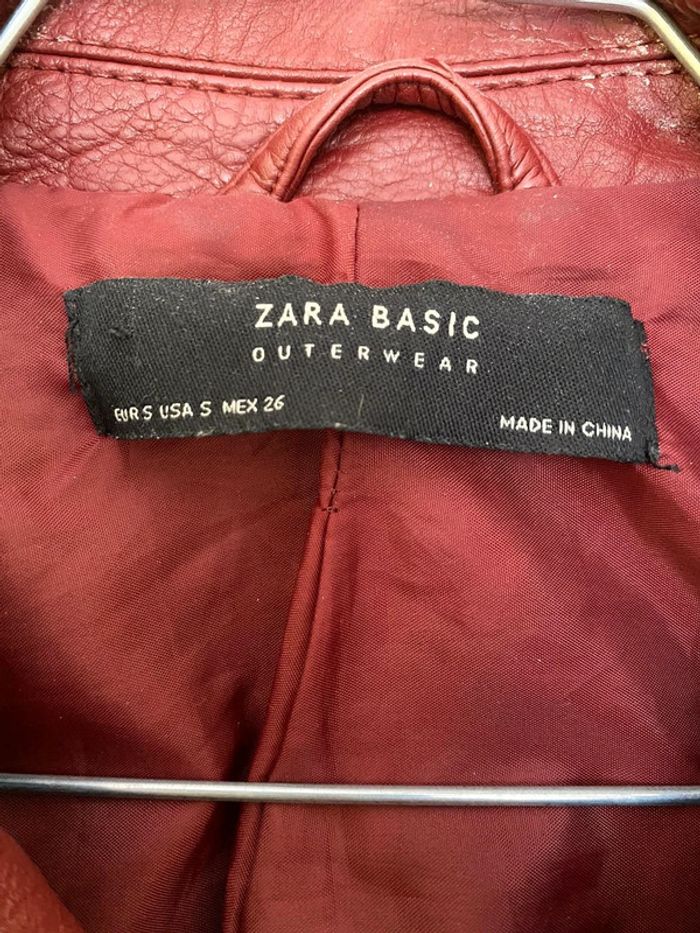 ZARA BASIC
OUTERWEAR
EUR S USA S MEX 26
MADE IN CHINA